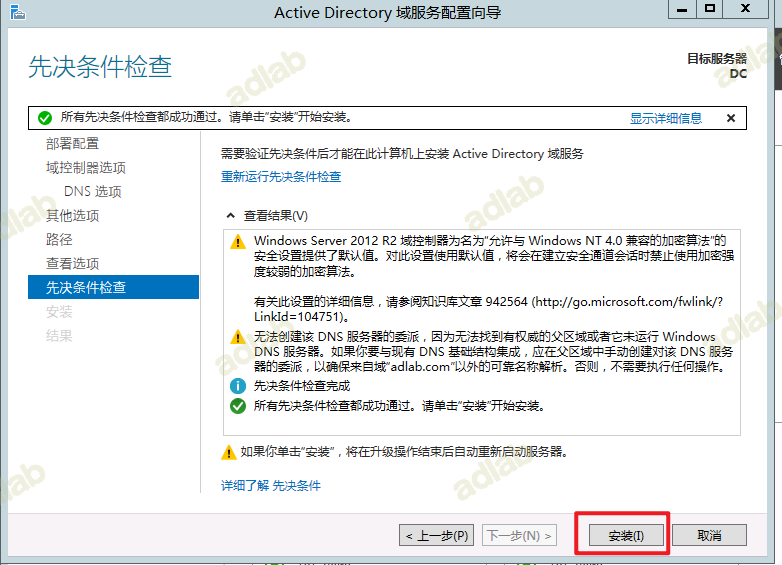 Active Directory 域服务配置向导
先决条件检查
目标服务器
DC
所有先决条件检查都成功通过。请单击"安装"开始安装。 显示详细信息
部署配置
域控制器选项
DNS 选项
其他选项
路径
查看选项
先决条件检查
安装
结果
需要验证先决条件后才能在此计算机上安装 Active Directory 域服务
重新运行先决条件检查
查看结果(V)
Windows Server 2012 R2 域控制器为名为"允许与 Windows NT 4.0 兼容的加密算法"的
安全设置提供了默认值。对此设置使用默认值，将会在建立安全通道会话时禁止使用加密强
度较弱的加密算法。
有关此设置的详细信息，请参阅知识库文章 942564 (http://go.microsoft.com/fwlink/?
LinkId=104751)。
无法创建该 DNS 服务器的委派，因为无法找到有权威的父区域或者它未运行 Windows
DNS 服务器。如果你要与现有 DNS 基础结构集成，应在父区域中手动创建对该 DNS 服务
器的委派，以确保来自域"adlab.com"以外的可靠名称解析。否则，不需要执行任何操作。
先决条件检查完成
所有先决条件检查都成功通过。请单击"安装"开始安装。
如果你单击"安装"，将在升级操作结束后自动重新启动服务器。
详细了解 先决条件
< 上一步(P) 下一步(N) > 安装(I) 取消
adlab
adlab
adlab
adlab
adlab
adlab
adlab
adlab